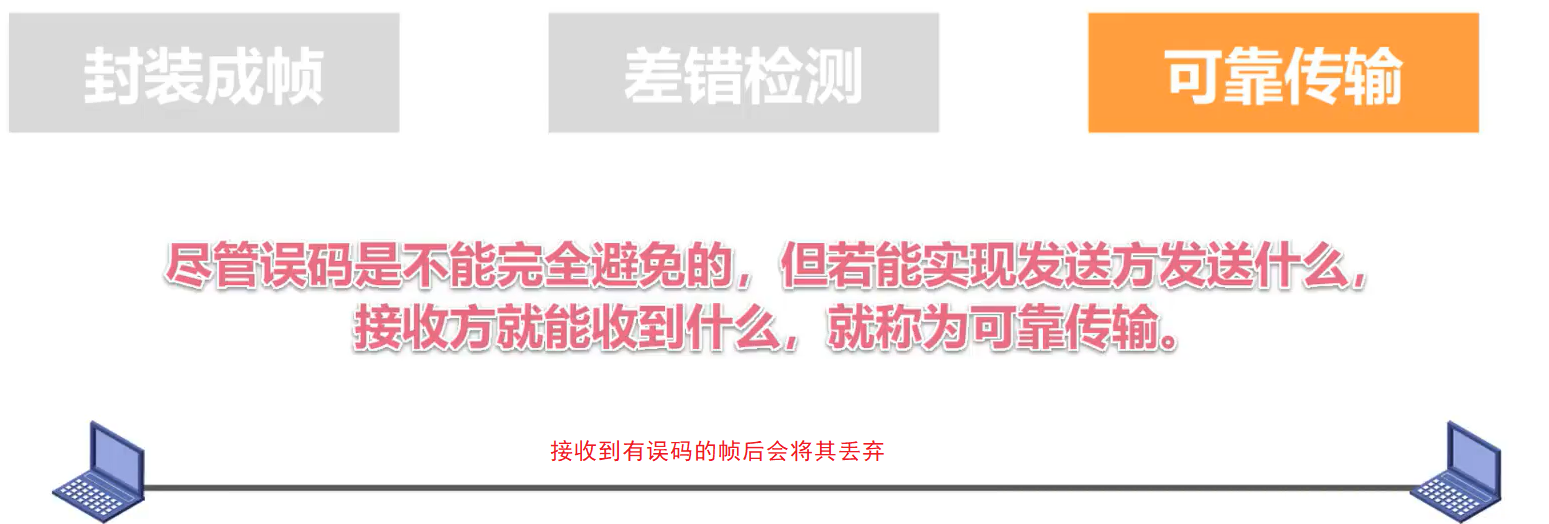 封装成帧
差错检测
可靠传输
尽管误码是不能完全避免的，但若能实现发送方发送什么，
接收方就能收到什么，就称为可靠传输。
接收到有误码的帧后会将其丢弃